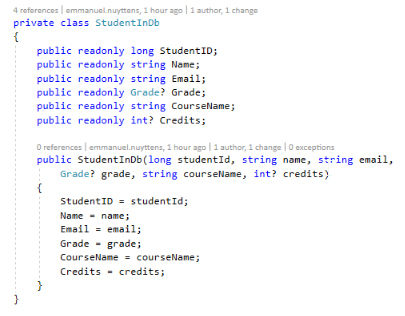 4 references | emmanuel.nuyttens, 1 hour ago | 1 author, 1 change
private class StudentInDb
{
public readonly long StudentID;
public readonly string Name;
public readonly string Email;
public readonly Grade? Grade;
public readonly string CourseName;
public readonly int? Credits;
0 references | emmanuel.nuyttens, 1 hour ago | 1 author, 1 change | 0 exceptions
public StudentInDb(long studentId, string name, string email,
Grade? grade, string courseName, int? credits)
{
StudentID = studentId;
Name = name;
Email = email;
Grade = grade;
CourseName = courseName;
Credits = credits;
}
}